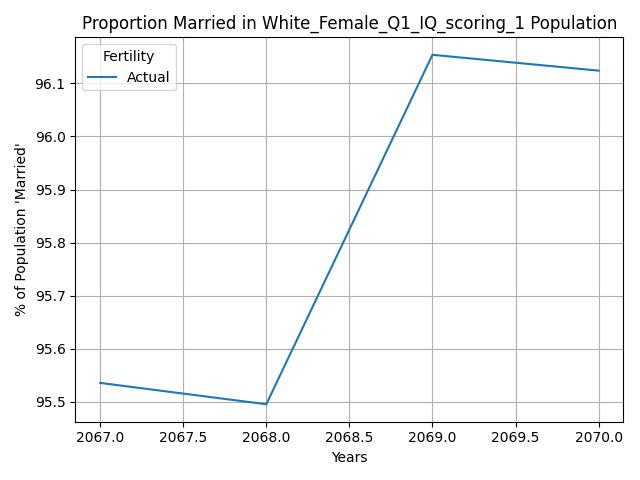 Proportion Married in White_Female_Q1_IQ_scoring_1 Population
Fertility
Actual
% of Population 'Married'
96.1
96.0
95.9
95.8
95.7
95.6
95.5
2067.0 2067.5 2068.0 2068.5 2069.0 2069.5 2070.0
Years